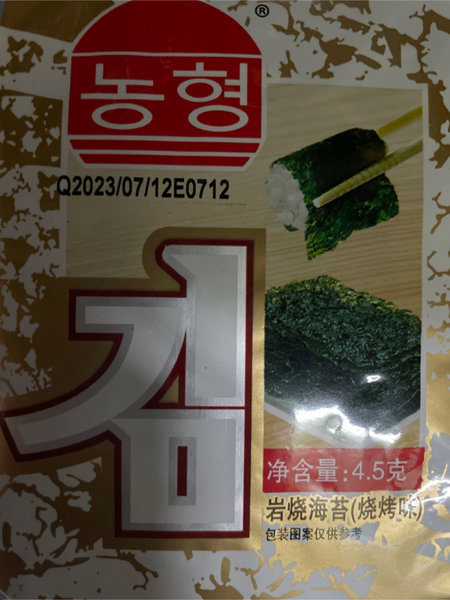 ®
농형
Q2023/07/12E0712
김
净含量:4.5克
岩烧海苔(烧烤味)
包装图案仅供参考